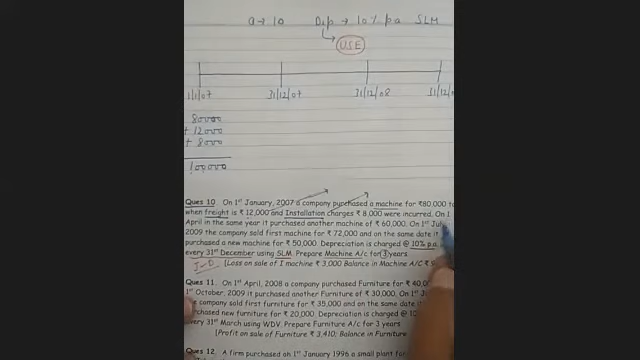 Q → 10 Dep → 10% pa SLM
USE
1/1/07 31/12/07 31/12/08 31/12/
80000
+ 12000
+ 8000
100000
Ques 10. On 1st January, 2007 a company purchased a machine for ₹80,000 to
when freight is ₹ 12,000 and Installation charges ₹ 8,000 were incurred. On 1
April in the same year it purchased another machine of ₹ 60,000. On 1st July
2009 the company sold first machine for ₹ 72,000 and on the same date it
purchased a new machine for ₹ 50,000. Depreciation is charged @ 10% p.a.
every 31st December using SLM. Prepare Machine A/c for 3 years
J-D (Loss on sale of I machine ₹ 3,000 Balance in Machine A/c ₹
Ques 11. On 1st April, 2008 a company purchased Furniture for ₹ 40,00
1st October, 2009 it purchased another Furniture of ₹ 30,000. On 1st J
the company sold first Furniture for ₹ 35,000 and on the same date
purchased new furniture for ₹ 20,000. Depreciation is charged @ 10
every 31st March using WDV. Prepare Furniture A/c for 3 years
(Profit on sale of Furniture ₹ 3,410; Balance in Furniture
Ques 12. A firm purchased on 1st January 1996 a small plant for